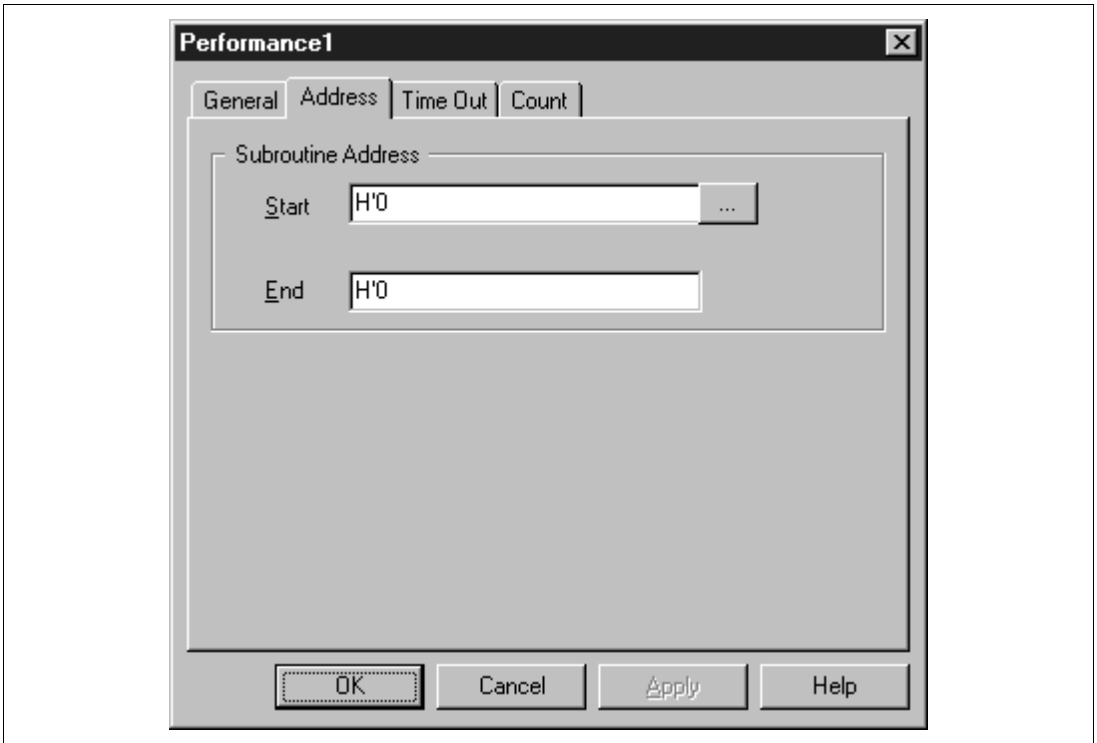 Performance1
General Address Time Out Count
Subroutine Address
Start H'0 ...
End H'0
OK Cancel Apply Help